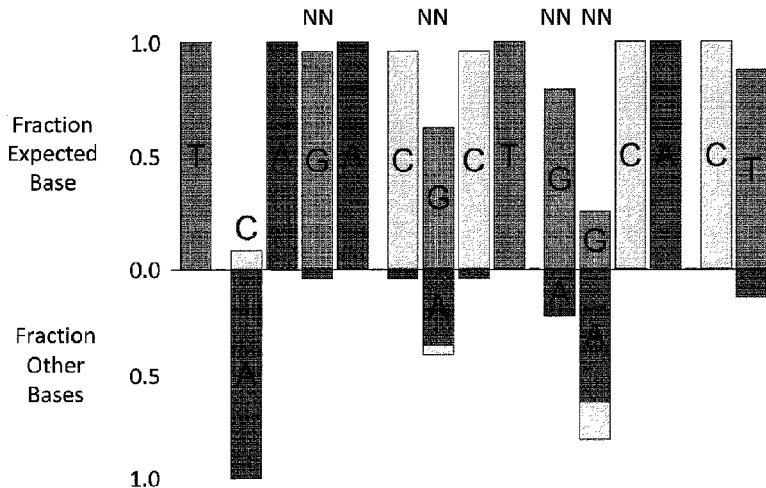 NN NN NN NN
1.0
Fraction
Expected
Base
0.5
0.0
T C A G A C G C T G G C A C T
A A A A
Fraction
Other
Bases
0.5
1.0